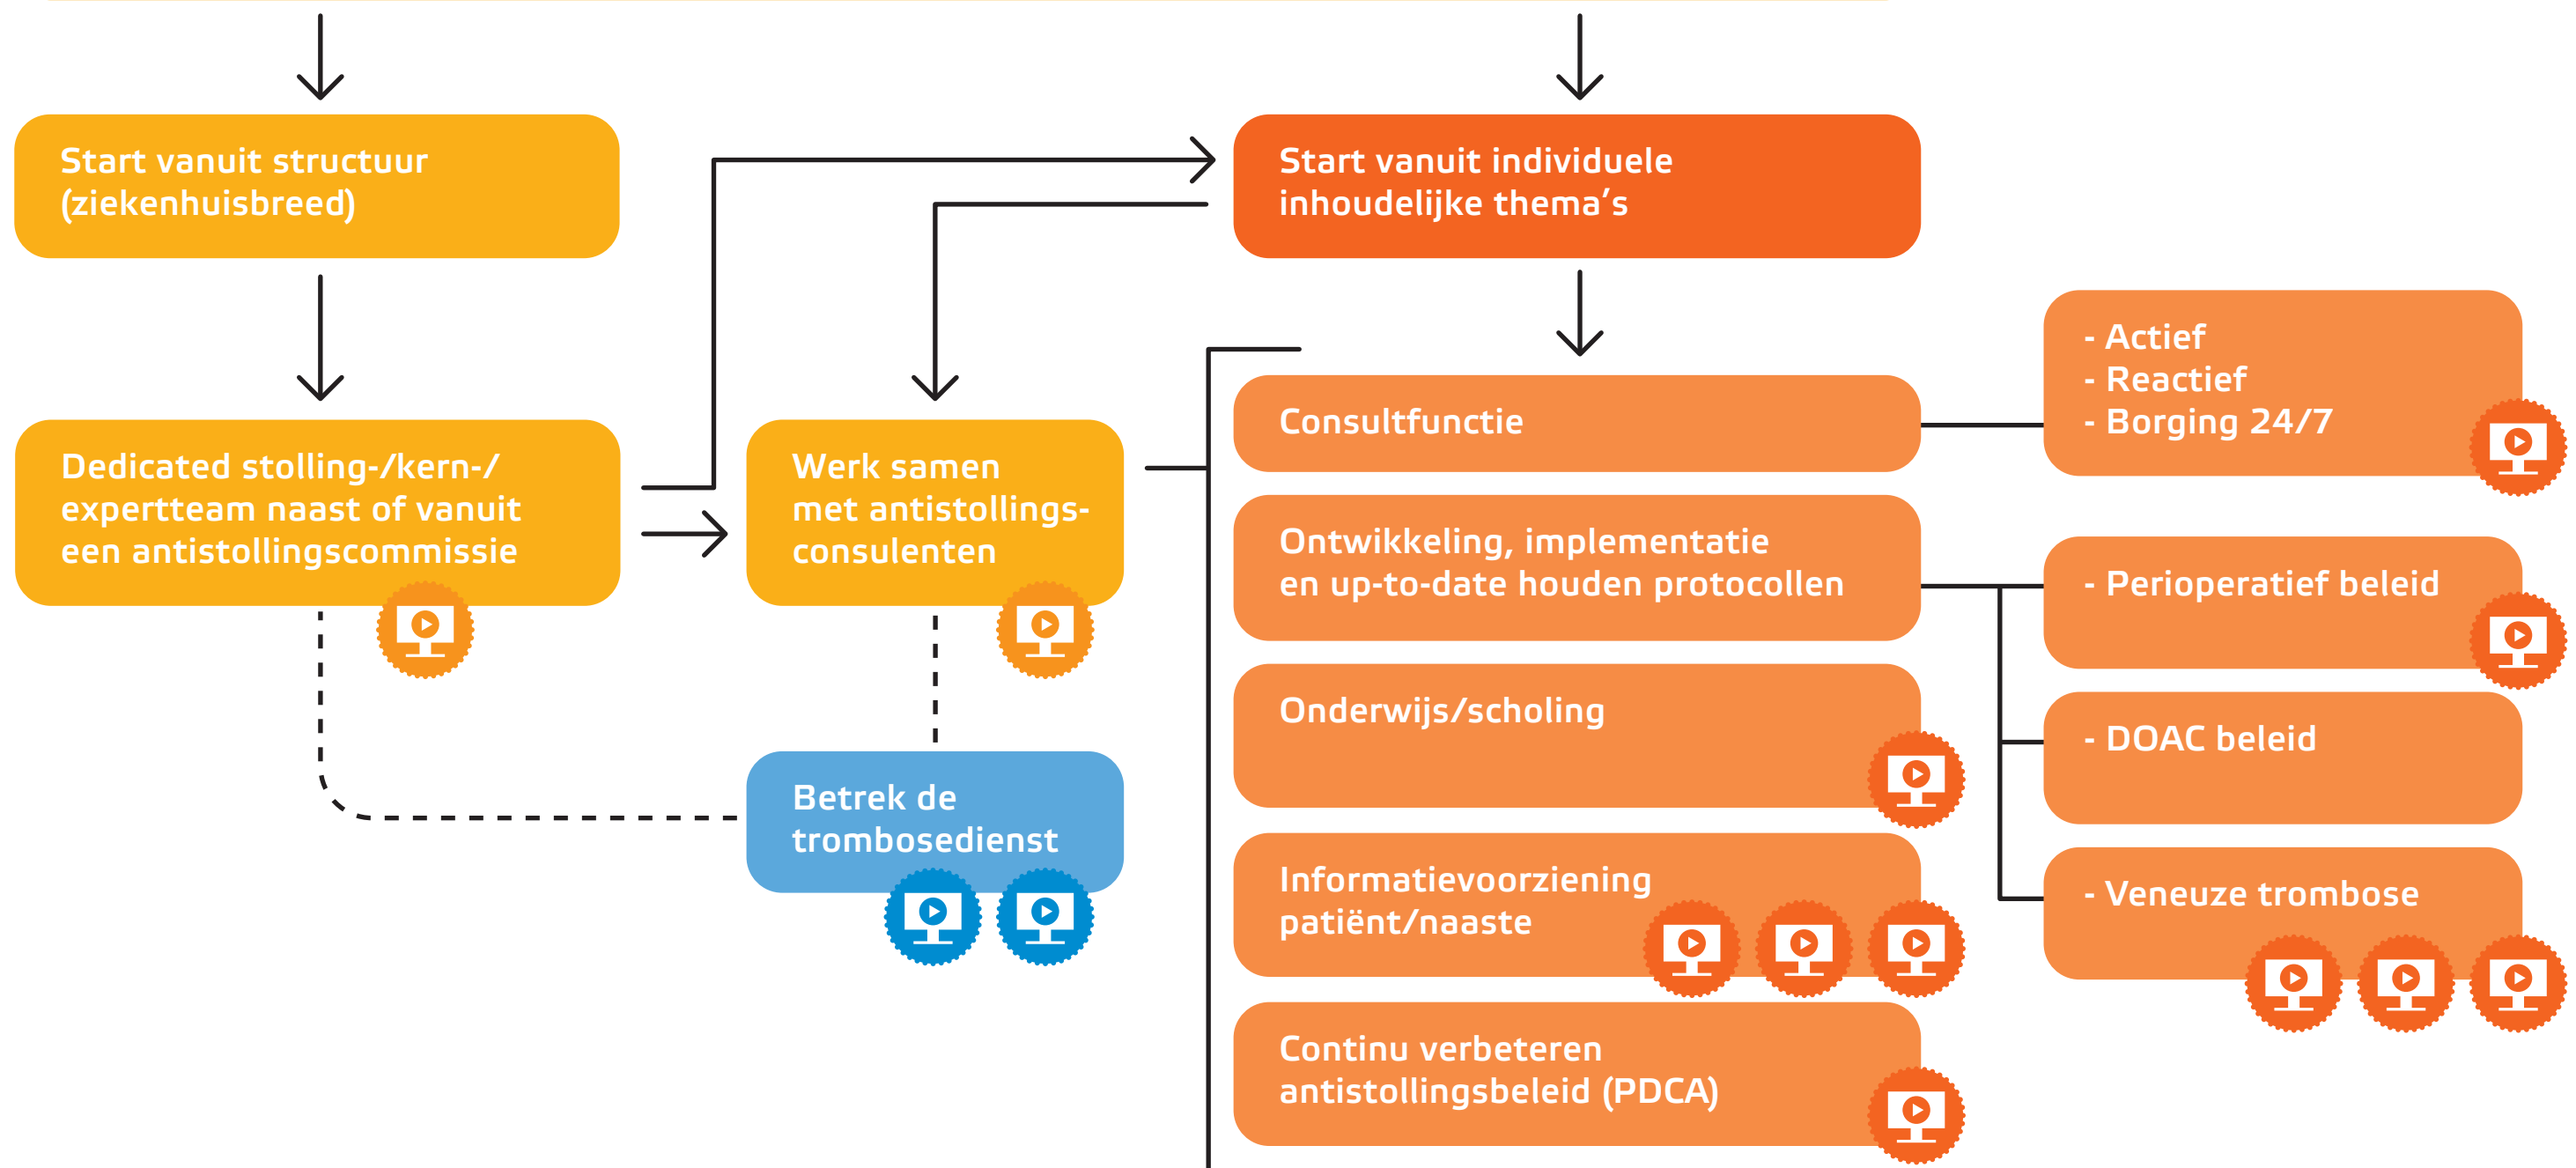 Start vanuit structuur
(ziekenhuisbreed)
Start vanuit individuele
inhoudelijke thema’s
Dedicated stolling-/kern-/
expertteam naast of vanuit
een antistollingscommissie
Werk samen
met antistollings-
consulenten
Betrek de
trombosedienst
Consultfunctie
- Actief
- Reactief
- Borging 24/7
Ontwikkeling, implementatie
en up-to-date houden protocollen
- Perioperatief beleid
- DOAC beleid
- Veneuze trombose
Onderwijs/scholing
Informatievoorziening
patiënt/naaste
Continu verbeteren
antistollingsbeleid (PDCA)